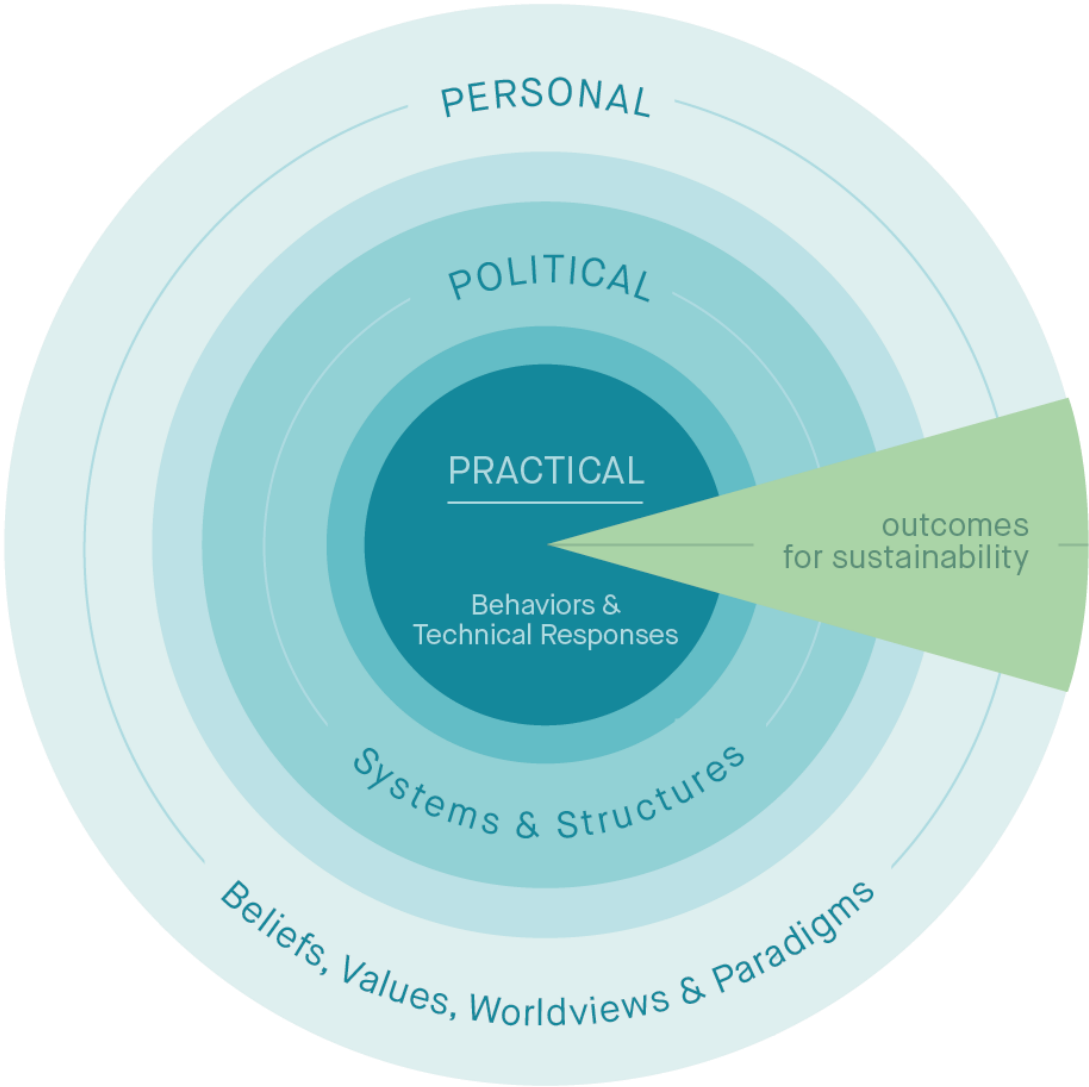 PERSONAL
POLITICAL
PRACTICAL
outcomes
for sustainability
Behaviors &
Technical Responses
Systems & Structures
Beliefs, Values, Worldviews & Paradigms